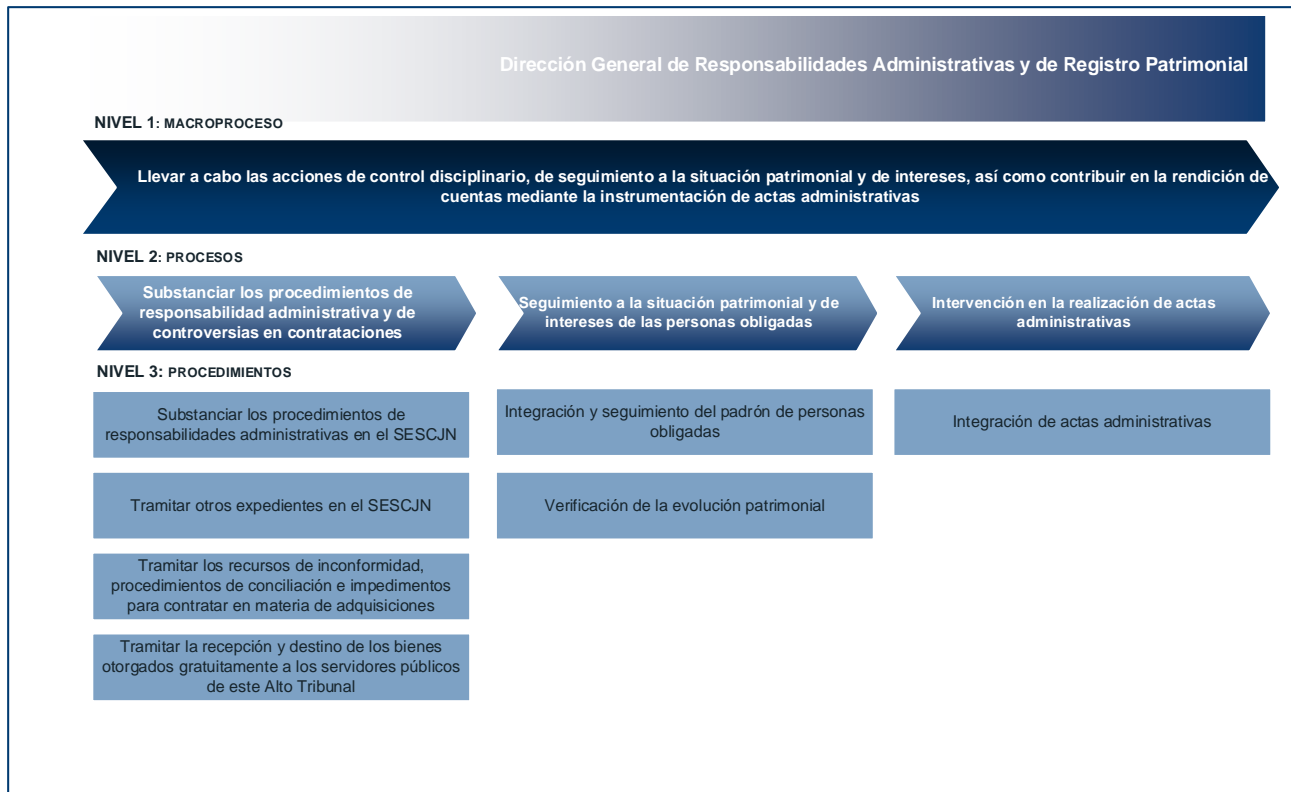 Dirección General de Responsabilidades Administrativas y de Registro Patrimonial
NIVEL 1: MACROPROCESO
Llevar a cabo las acciones de control disciplinario, de seguimiento a la situación patrimonial y de intereses, así como contribuir en la rendición de
cuentas mediante la instrumentación de actas administrativas
NIVEL 2: PROCESOS
Substanciar los procedimientos de
responsabilidad administrativa y de
controversias en contrataciones
Seguimiento a la situación patrimonial y de
intereses de las personas obligadas
Intervención en la realización de actas
administrativas
NIVEL 3: PROCEDIMIENTOS
Substanciar los procedimientos de
responsabilidades administrativas en el SESCJN
Integración y seguimiento del padrón de personas
obligadas
Integración de actas administrativas
Tramitar otros expedientes en el SESCJN
Verificación de la evolución patrimonial
Tramitar los recursos de inconformidad,
procedimientos de conciliación e impedimentos
para contratar en materia de adquisiciones
Tramitar la recepción y destino de los bienes
otorgados gratuitamente a los servidores públicos
de este Alto Tribunal